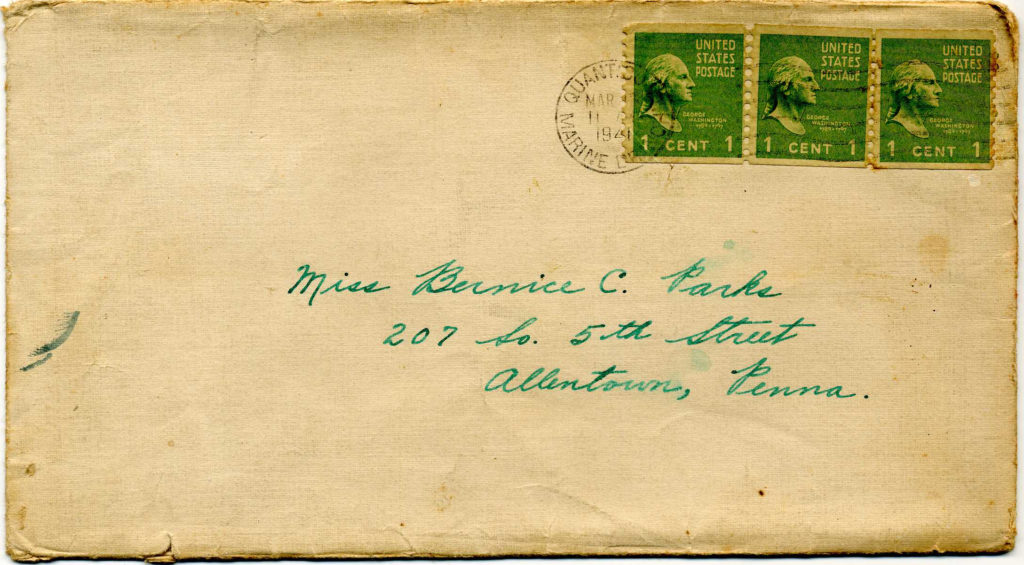 UNITED STATES POSTAGE
GEORGE WASHINGTON
1 CENT 1
UNITED STATES POSTAGE
GEORGE WASHINGTON
1 CENT 1
UNITED STATES POSTAGE
GEORGE WASHINGTON
1 CENT 1
MAR
11
MARINE
Miss Bernice C. Parks
207 So. 5th Street
Allentown, Penna.